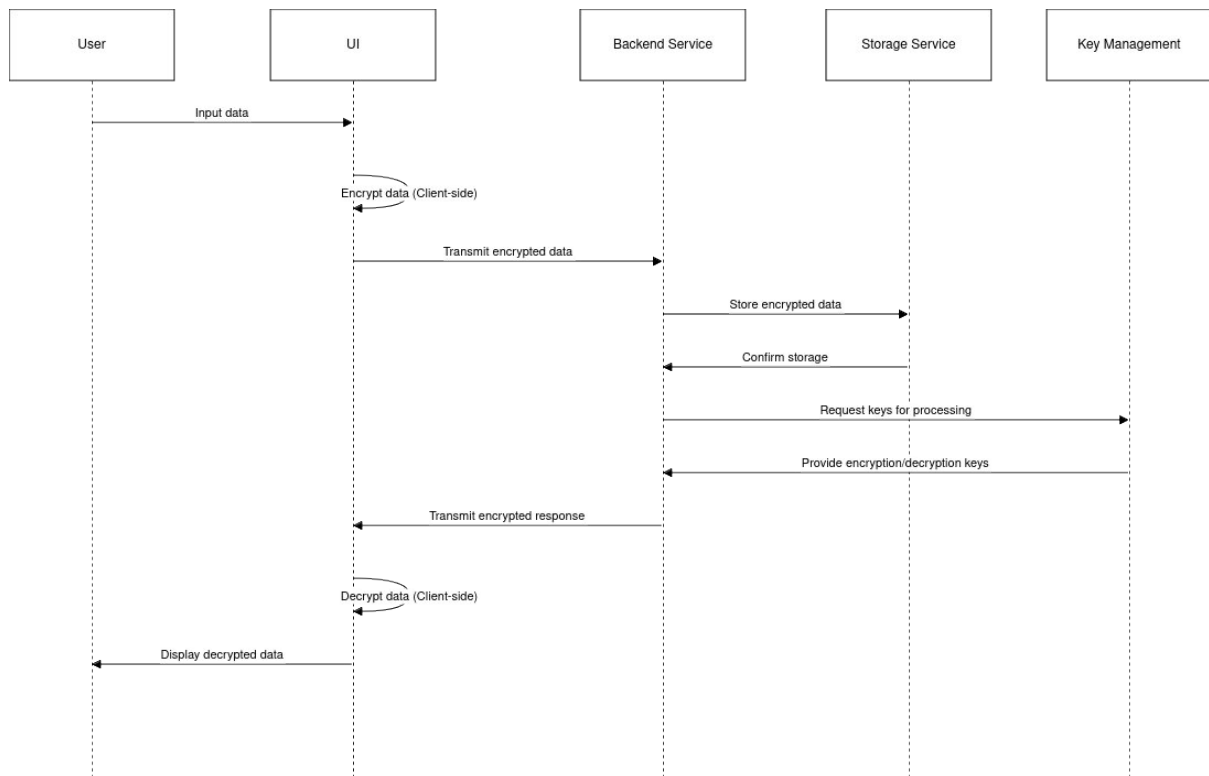 User
UI
Backend Service
Storage Service
Key Management
Input data
Encrypt data (Client-side)
Transmit encrypted data
Store encrypted data
Confirm storage
Request keys for processing
Provide encryption/decryption keys
Transmit encrypted response
Decrypt data (Client-side)
Display decrypted data